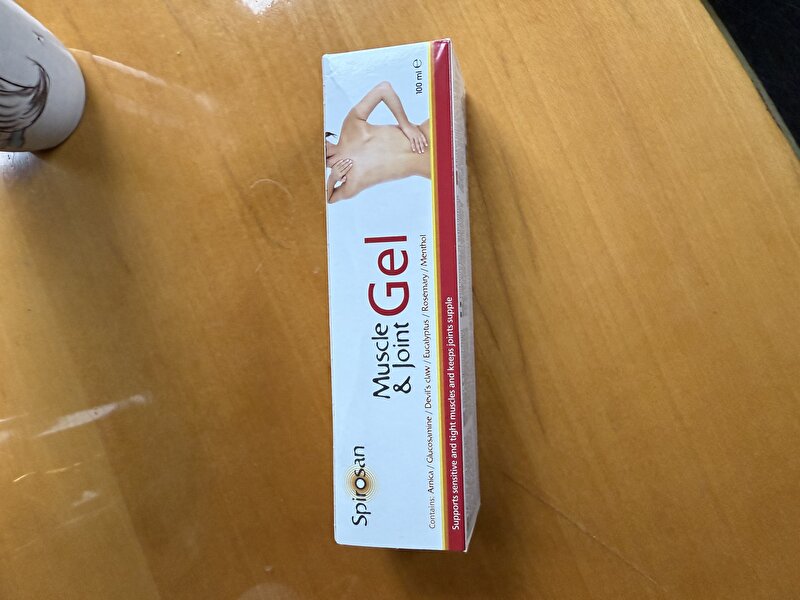 Spirosan
Muscle
& Joint
Gel
100 ml ℮
Contains: Arnica / Glucosamine / Devil's claw / Eucalyptus / Rosemary / Menthol
Supports sensitive and tight muscles and keeps joints supple